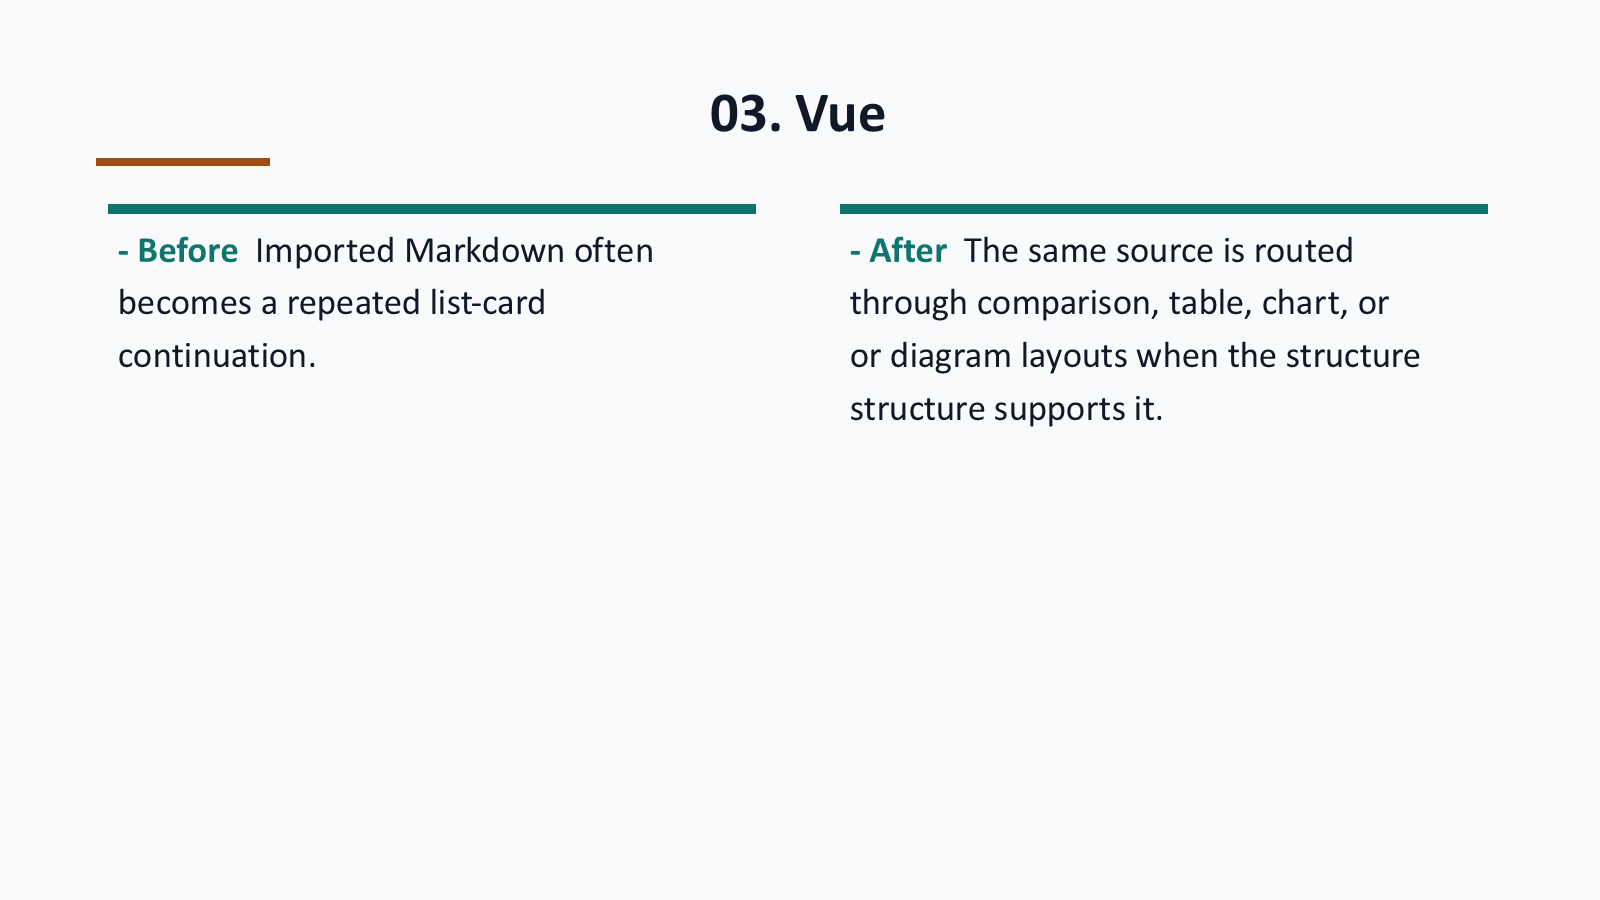 03. Vue
- Before  Imported Markdown often
becomes a repeated list-card
continuation.
- After  The same source is routed
through comparison, table, chart, or
or diagram layouts when the structure
structure supports it.